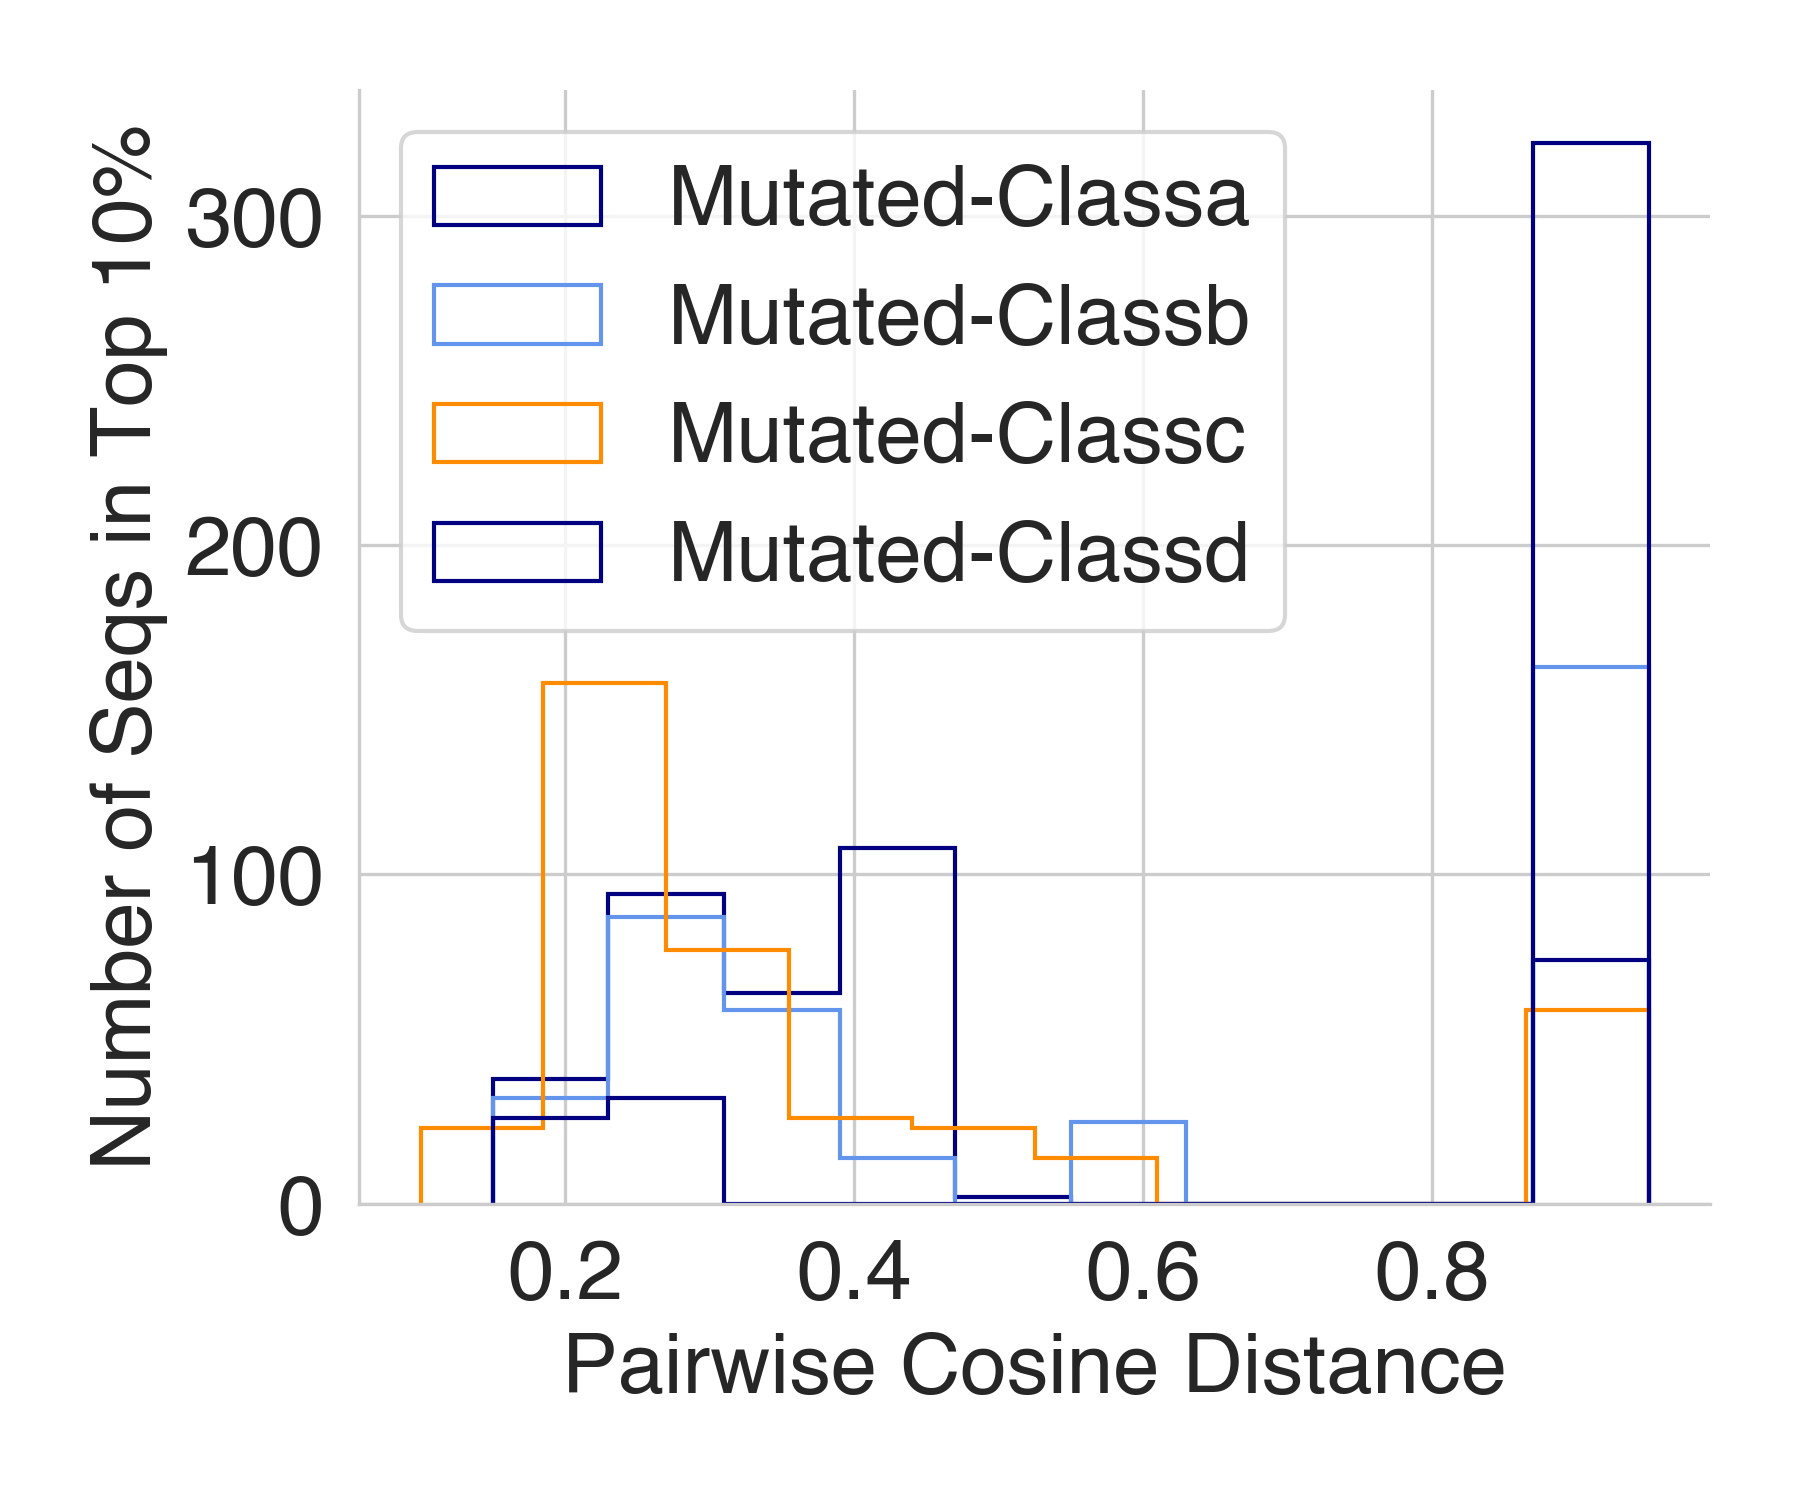 Number of Seqs in Top 10%
300
200
100
0
Mutated-Classa
Mutated-Classb
Mutated-Classc
Mutated-Classd
0.2 0.4 0.6 0.8
Pairwise Cosine Distance